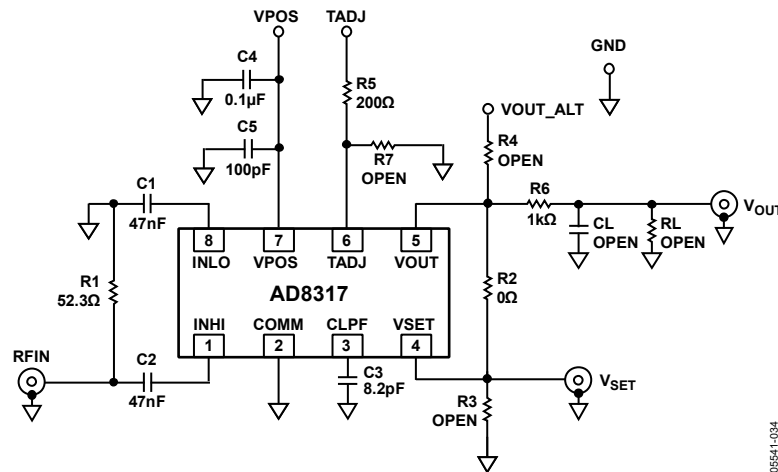 VPOS
TADJ
GND
C4
0.1µF
R5
200Ω
VOUT_ALT
C5
100pF
R7
OPEN
R4
OPEN
C1
47nF
R6
1kΩ
VOUT
CL
OPEN
RL
OPEN
8
7
6
5
INLO
VPOS
TADJ
VOUT
R1
52.3Ω
R2
0Ω
AD8317
INHI
COMM
CLPF
VSET
1
2
3
4
RFIN
C2
47nF
C3
8.2pF
VSET
R3
OPEN
05541-034